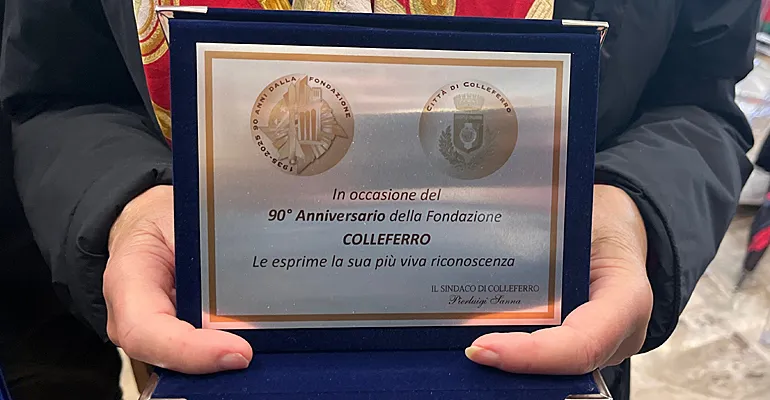 1935-2025 90 ANNI DALLA FONDAZIONE
CITTÀ DI COLLEFERRO
In occasione del
90° Anniversario della Fondazione
COLLEFERRO
Le esprime la sua più viva riconoscenza
IL SINDACO DI COLLEFERRO
Pierluigi Sanna